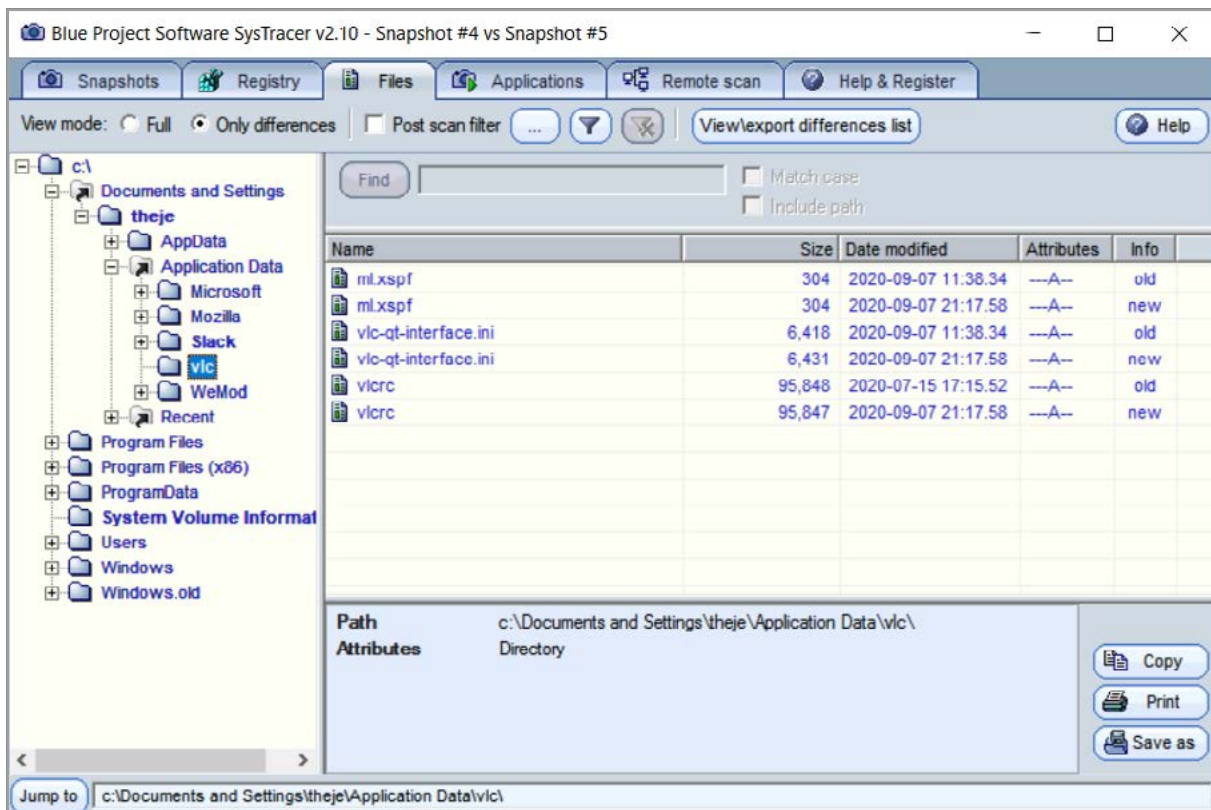 Blue Project Software SysTracer v2.10 - Snapshot #4 vs Snapshot #5
Snapshots Registry Files Applications Remote scan Help & Register
View mode: Full Only differences Post scan filter ... View\export differences list Help
c:\
Documents and Settings
theje
AppData
Application Data
Microsoft
Mozilla
Slack
vlc
WeMod
Recent
Program Files
Program Files (x86)
ProgramData
System Volume Informat
Users
Windows
Windows.old
Find
Match case
Include path
Name Size Date modified Attributes Info
ml.xspf 304 2020-09-07 11:38.34 ---A-- old
ml.xspf 304 2020-09-07 21:17.58 ---A-- new
vlc-qt-interface.ini 6,418 2020-09-07 11:38.34 ---A-- old
vlc-qt-interface.ini 6,431 2020-09-07 21:17.58 ---A-- new
vlcrc 95,848 2020-07-15 17:15.52 ---A-- old
vlcrc 95,847 2020-09-07 21:17.58 ---A-- new
Path c:\Documents and Settings\theje\Application Data\vlc\
Attributes Directory
Copy
Print
Save as
Jump to c:\Documents and Settings\theje\Application Data\vlc\